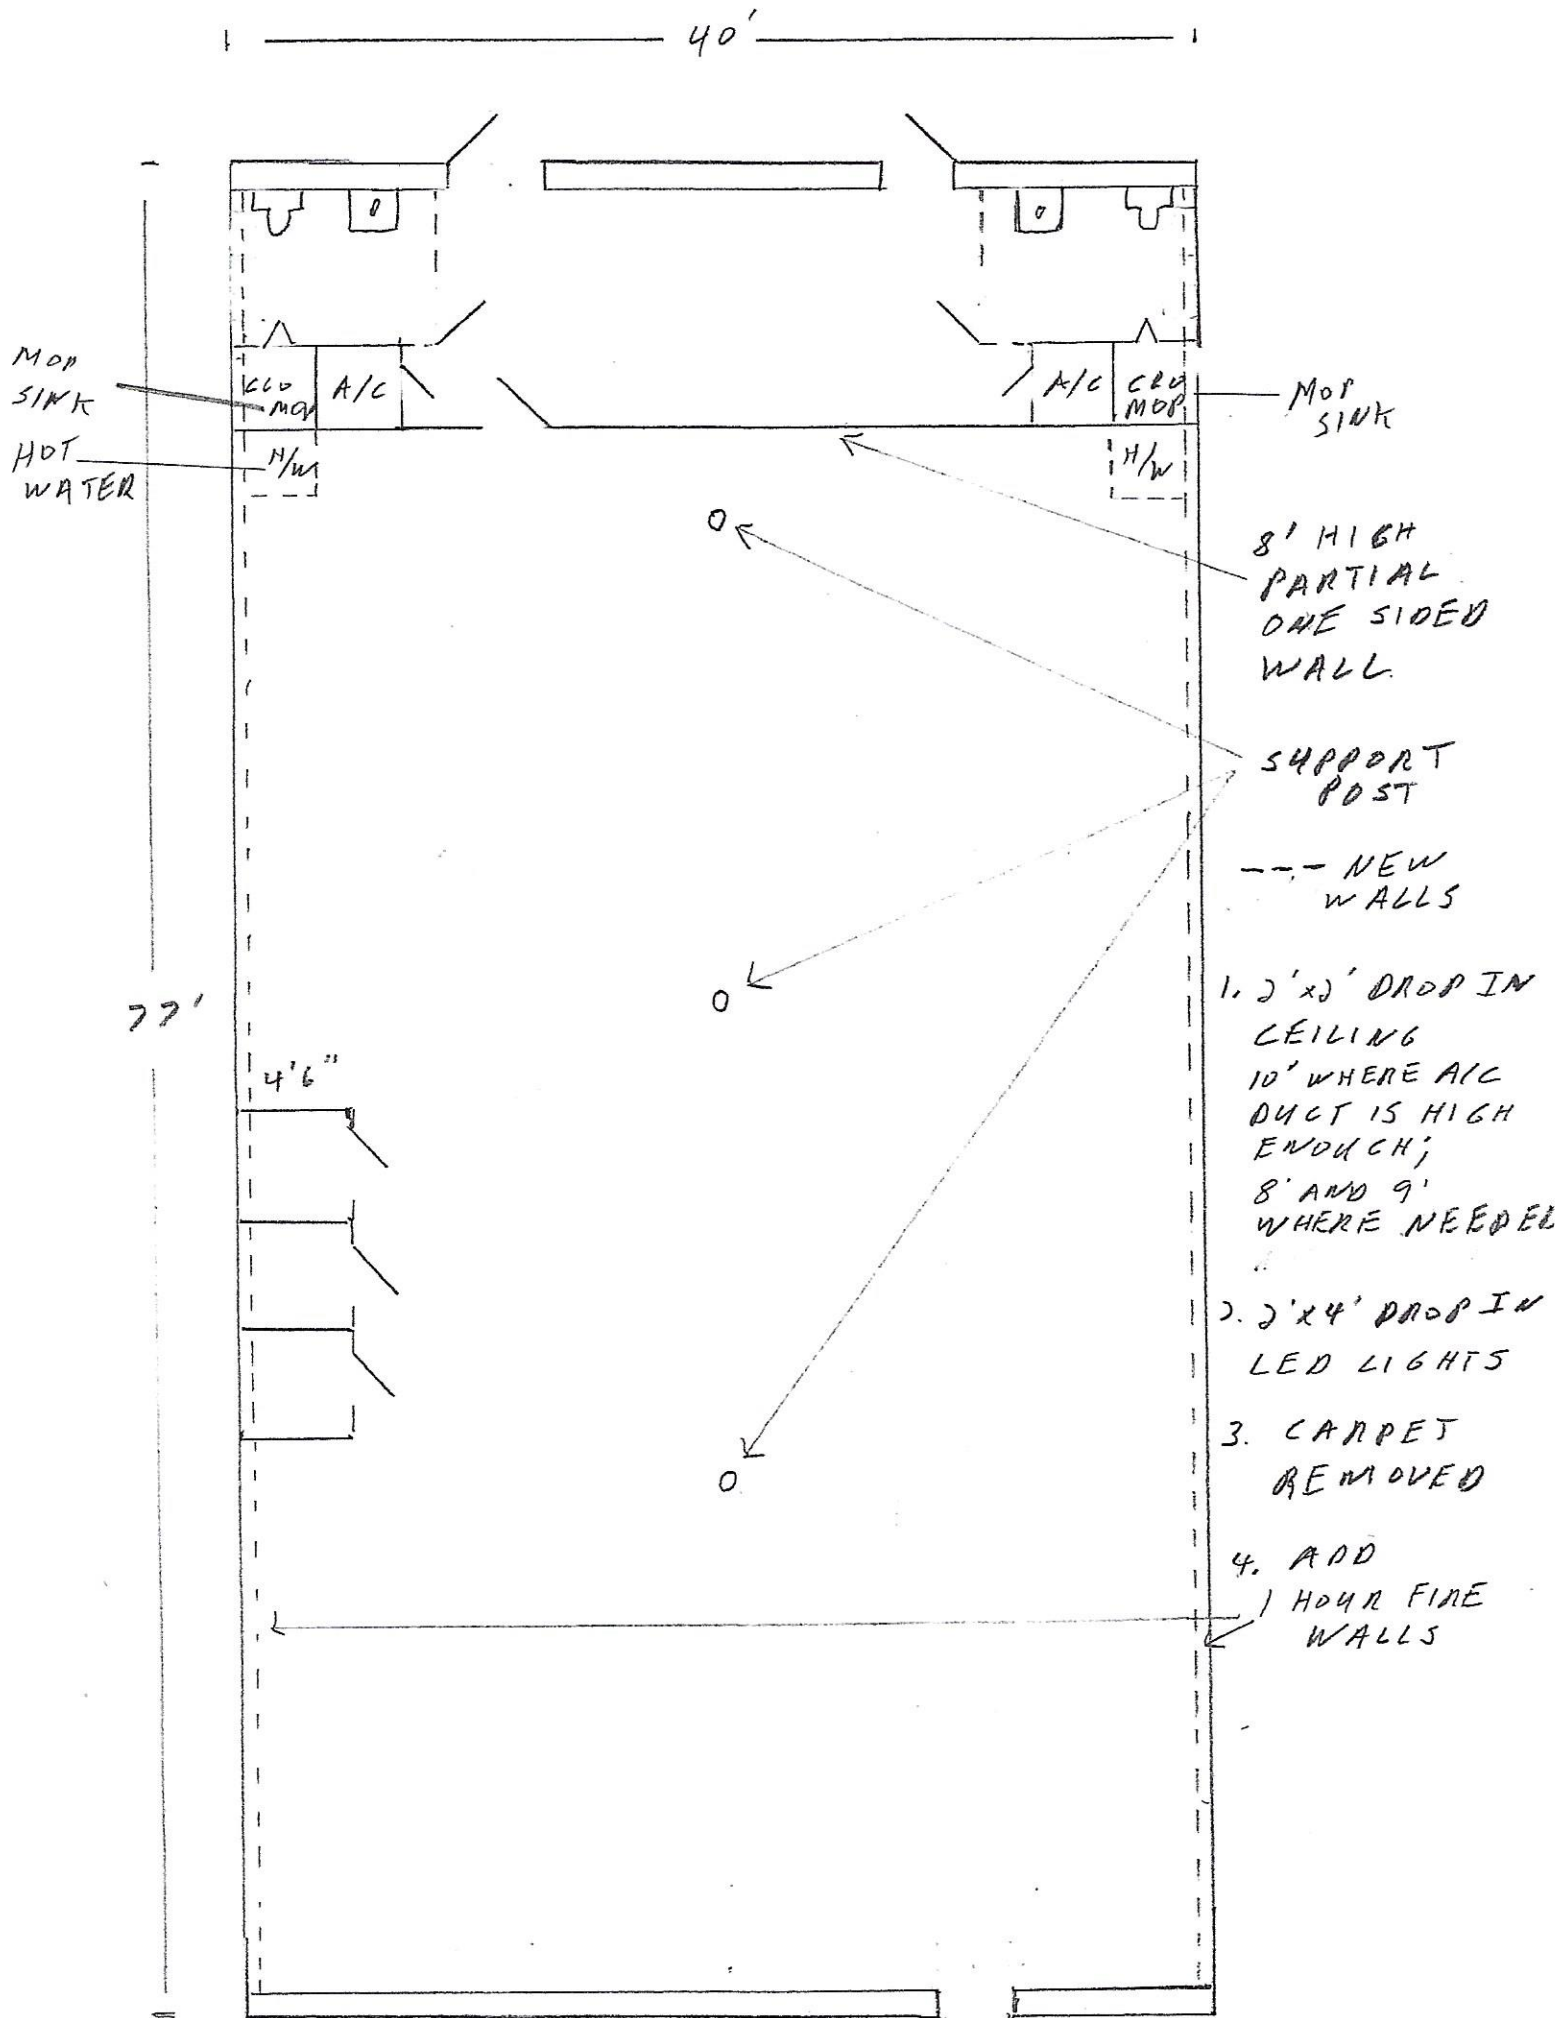 40'
MOP
SINK
CLO
MOP
A/C
A/C
CLO
MOP
MOP
SINK
HOT
WATER
H/W
H/W
8' HIGH
PARTIAL
ONE SIDED
WALL
SUPPORT
POST
---- NEW
WALLS
77'
4'6"
1. 2'x2' DROP IN
CEILING
10' WHERE A/C
DUCT IS HIGH
ENOUGH;
8' AND 9'
WHERE NEEDED
2. 2'x4' DROP IN
LED LIGHTS
3. CARPET
REMOVED
4. ADD
1 HOUR FIRE
WALLS